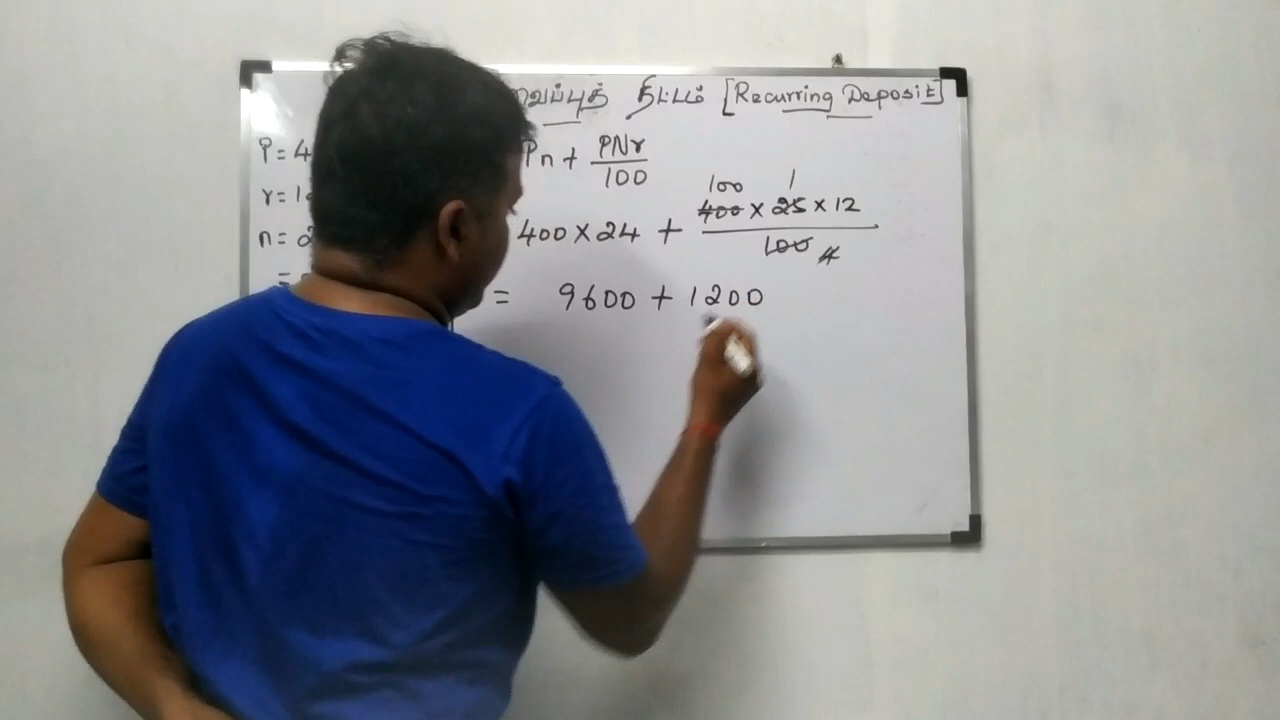 வைப்புத் திட்டம் [Recurring Deposit]
P = 4
Pn + PNr/100
r = 1
100 1
400 x 24 + 400 x 25 x 12 / 100 4
n = 2
=
= 9600 + 1200